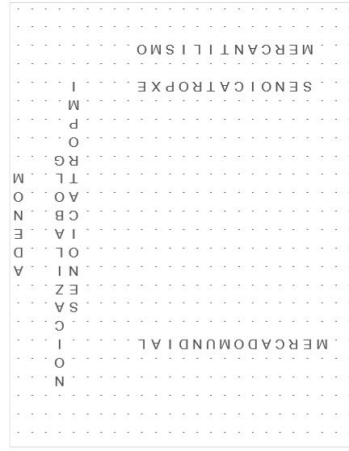 MERCANTILISMO
EXPORTACIONES
IMPORTACIONES
GLOBALIZACION
MONEDA
MERCADOMUNDIAL